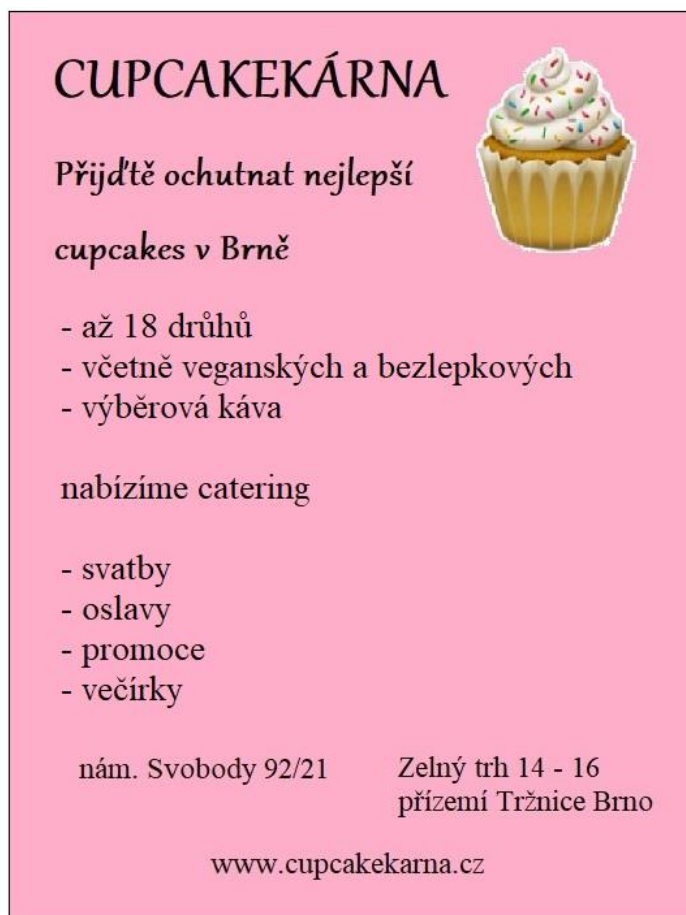 CUPCAKEKÁRNA
Přijďtě ochutnat nejlepší
cupcakes v Brně
- až 18 drůhů
- včetně veganských a bezlepkových
- výběrová káva
nabízíme catering
- svatby
- oslavy
- promoce
- večírky
nám. Svobody 92/21
Zelný trh 14 - 16
přízemí Tržnice Brno
www.cupcakekarna.cz